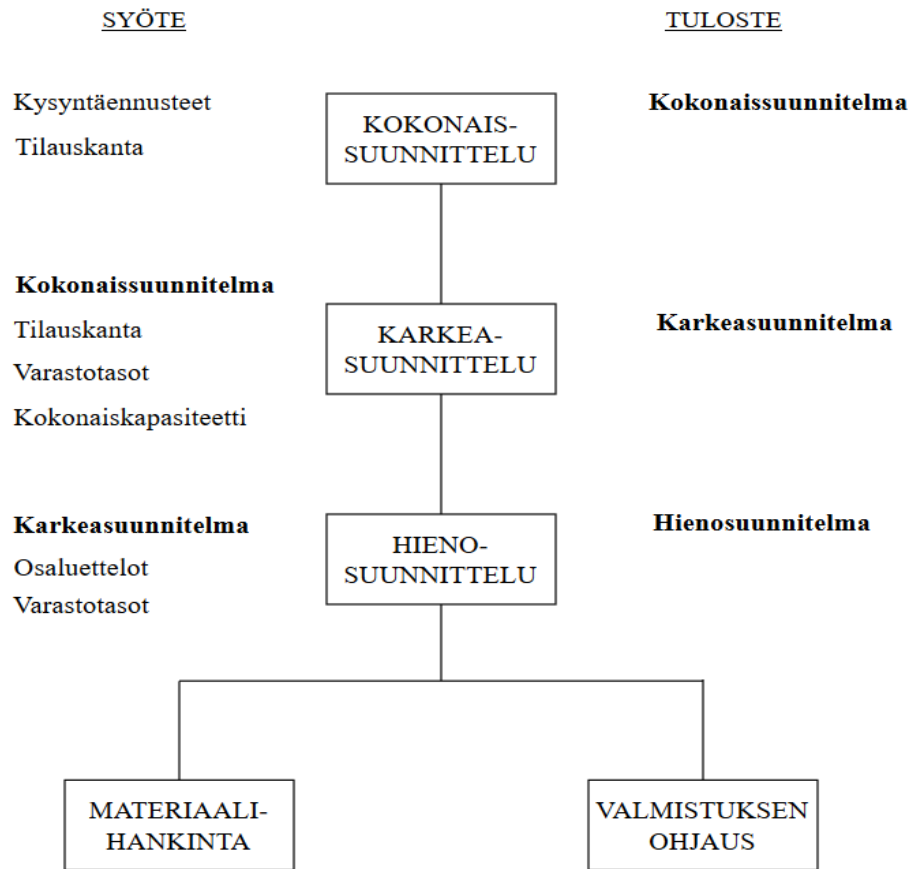 SYÖTE
TULOSTE
Kysyntäennusteet
Tilauskanta
KOKONAIS-
SUUNNITTELU
Kokonaissuunnitelma
Kokonaissuunnitelma
Tilauskanta
Varastotasot
Kokonaiskapasiteetti
KARKEA-
SUUNNITTELU
Karkeasuunnitelma
Karkeasuunnitelma
Osaluettelot
Varastotasot
HIENO-
SUUNNITTELU
Hienosuunnitelma
MATERIAALI-
HANKINTA
VALMISTUKSEN
OHJAUS